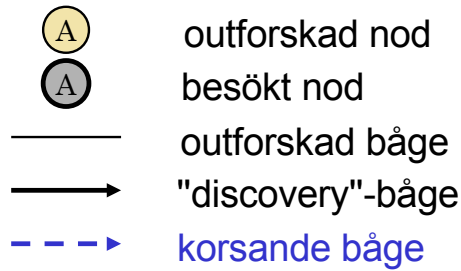 A outforskad nod
A besökt nod
outforskad båge
"discovery"-båge
korsande båge